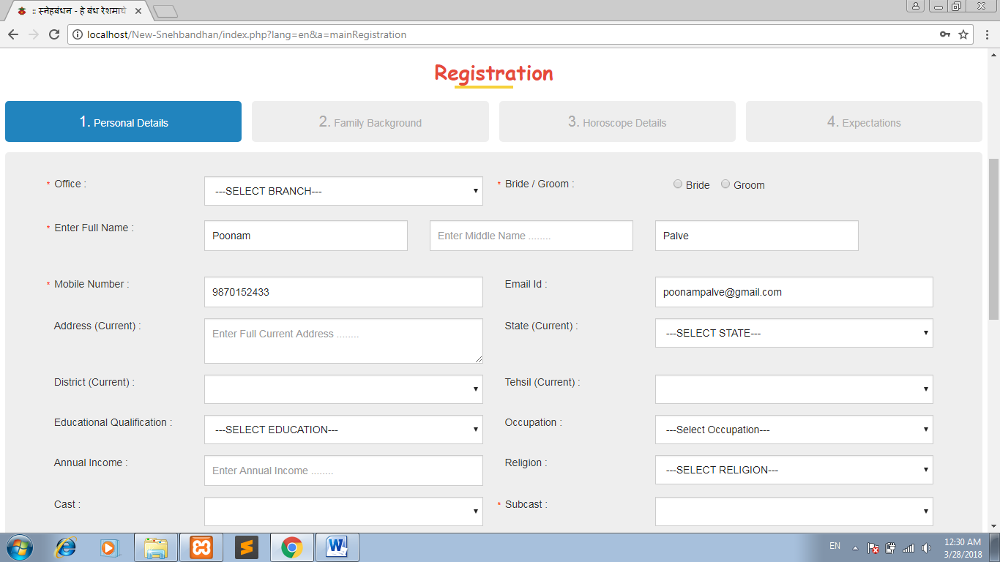 :: स्नेहबंधन - हे बंध रेशमाचे
localhost/New-Snehbandhan/index.php?lang=en&a=mainRegistration
Registration
1. Personal Details
2. Family Background
3. Horoscope Details
4. Expectations
* Office :
---SELECT BRANCH---
* Bride / Groom :
Bride
Groom
* Enter Full Name :
Poonam
Enter Middle Name ........
Palve
* Mobile Number :
9870152433
Email Id :
poonampalve@gmail.com
Address (Current) :
Enter Full Current Address ........
State (Current) :
---SELECT STATE---
District (Current) :
Tehsil (Current) :
Educational Qualification :
---SELECT EDUCATION---
Occupation :
---Select Occupation---
Annual Income :
Enter Annual Income ........
Religion :
---SELECT RELIGION---
Cast :
* Subcast :
EN
12:30 AM
3/28/2018